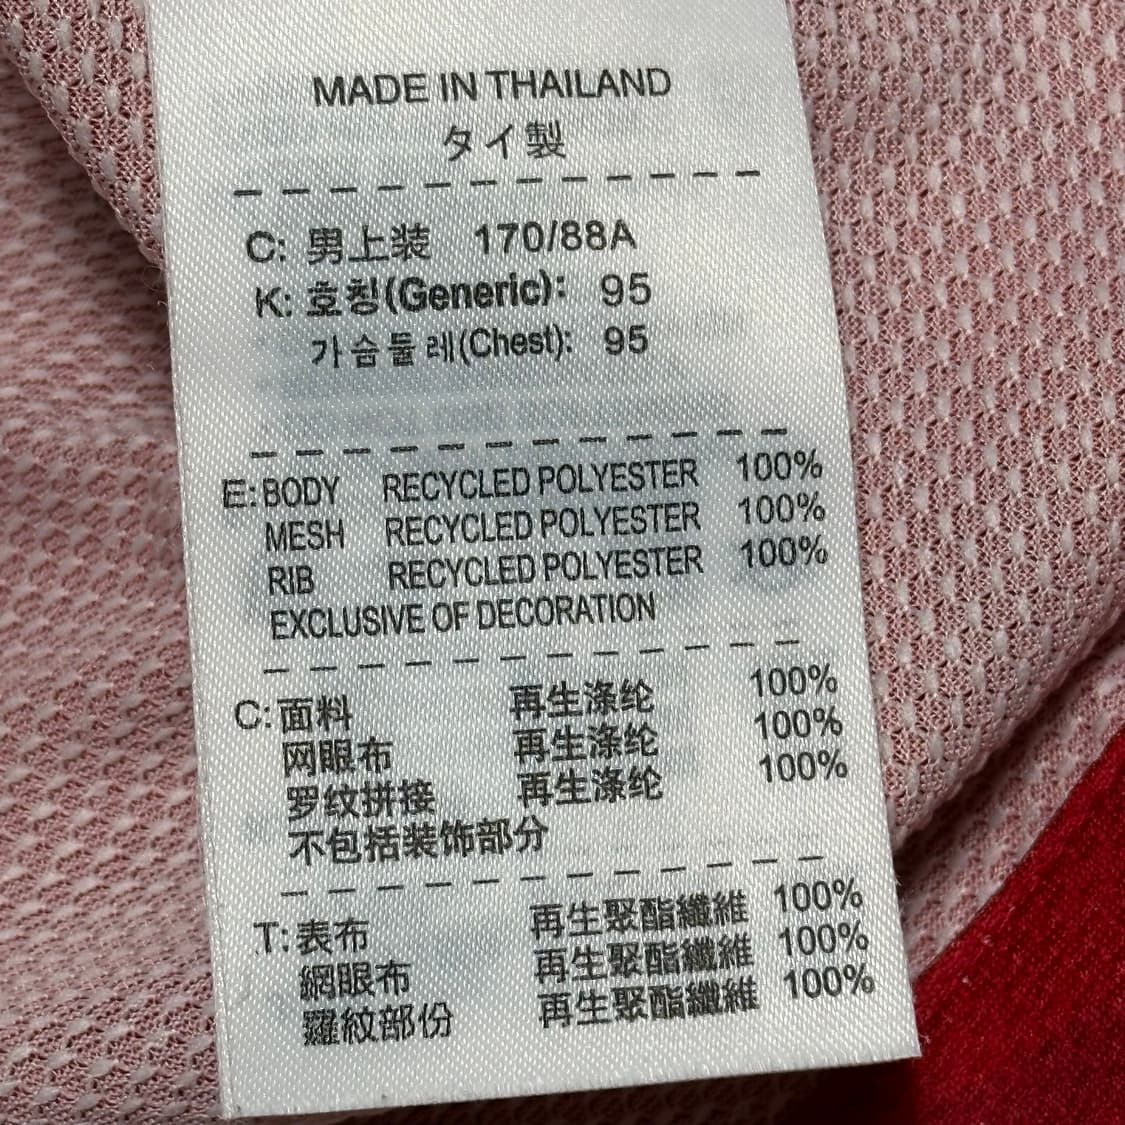 MADE IN THAILAND
タイ製
C: 男上装 170/88A
K: 호칭(Generic): 95
가슴둘레(Chest): 95
E: BODY RECYCLED POLYESTER 100%
MESH RECYCLED POLYESTER 100%
RIB RECYCLED POLYESTER 100%
EXCLUSIVE OF DECORATION
C: 面料 再生涤纶 100%
网眼布 再生涤纶 100%
罗纹拼接 再生涤纶 100%
不包括装饰部分
T: 表布 再生聚酯纖維 100%
網眼布 再生聚酯纖維 100%
羅紋部份 再生聚酯纖維 100%